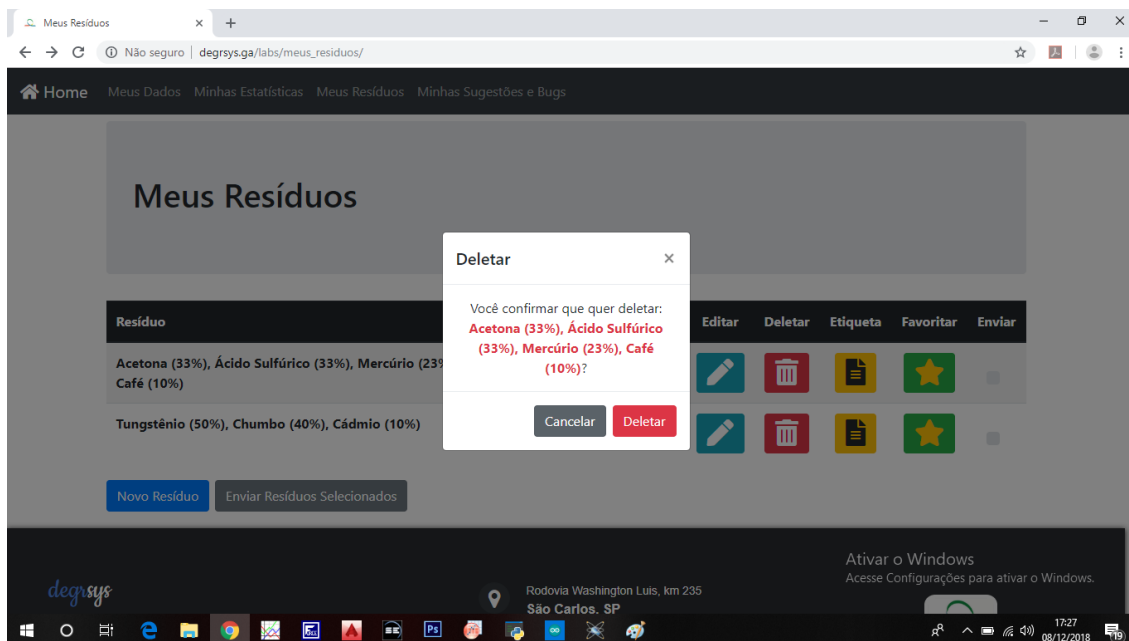 Meus Resíduos
Não seguro | degrsys.ga/labs/meus_residuos/
Home Meus Dados Minhas Estatísticas Meus Resíduos Minhas Sugestões e Bugs
Meus Resíduos
Deletar ×
Você confirmar que quer deletar:
Acetona (33%), Ácido Sulfúrico
(33%), Mercúrio (23%), Café
(10%)?
Cancelar Deletar
Resíduo Editar Deletar Etiqueta Favoritar Enviar
Acetona (33%), Ácido Sulfúrico (33%), Mercúrio (23%
Café (10%)
Tungstênio (50%), Chumbo (40%), Cádmio (10%)
Novo Resíduo Enviar Resíduos Selecionados
Ativar o Windows
Acesse Configurações para ativar o Windows.
degrsys
Rodovia Washington Luis, km 235
São Carlos, SP
Ps
17:27
08/12/2018
19